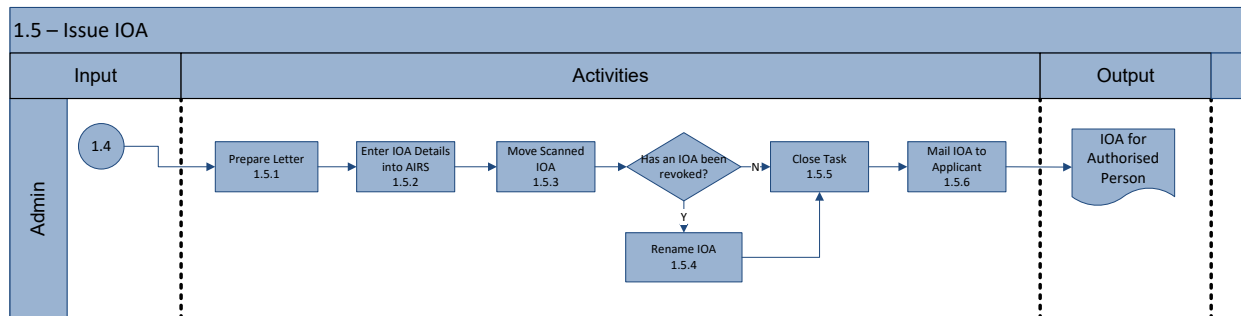 1.5 – Issue IOA
Input
Activities
Output
Admin
1.4
Prepare Letter
1.5.1
Enter IOA Details
into AIRS
1.5.2
Move Scanned
IOA
1.5.3
Has an IOA been
revoked?
N
Y
Rename IOA
1.5.4
Close Task
1.5.5
Mail IOA to
Applicant
1.5.6
IOA for
Authorised
Person